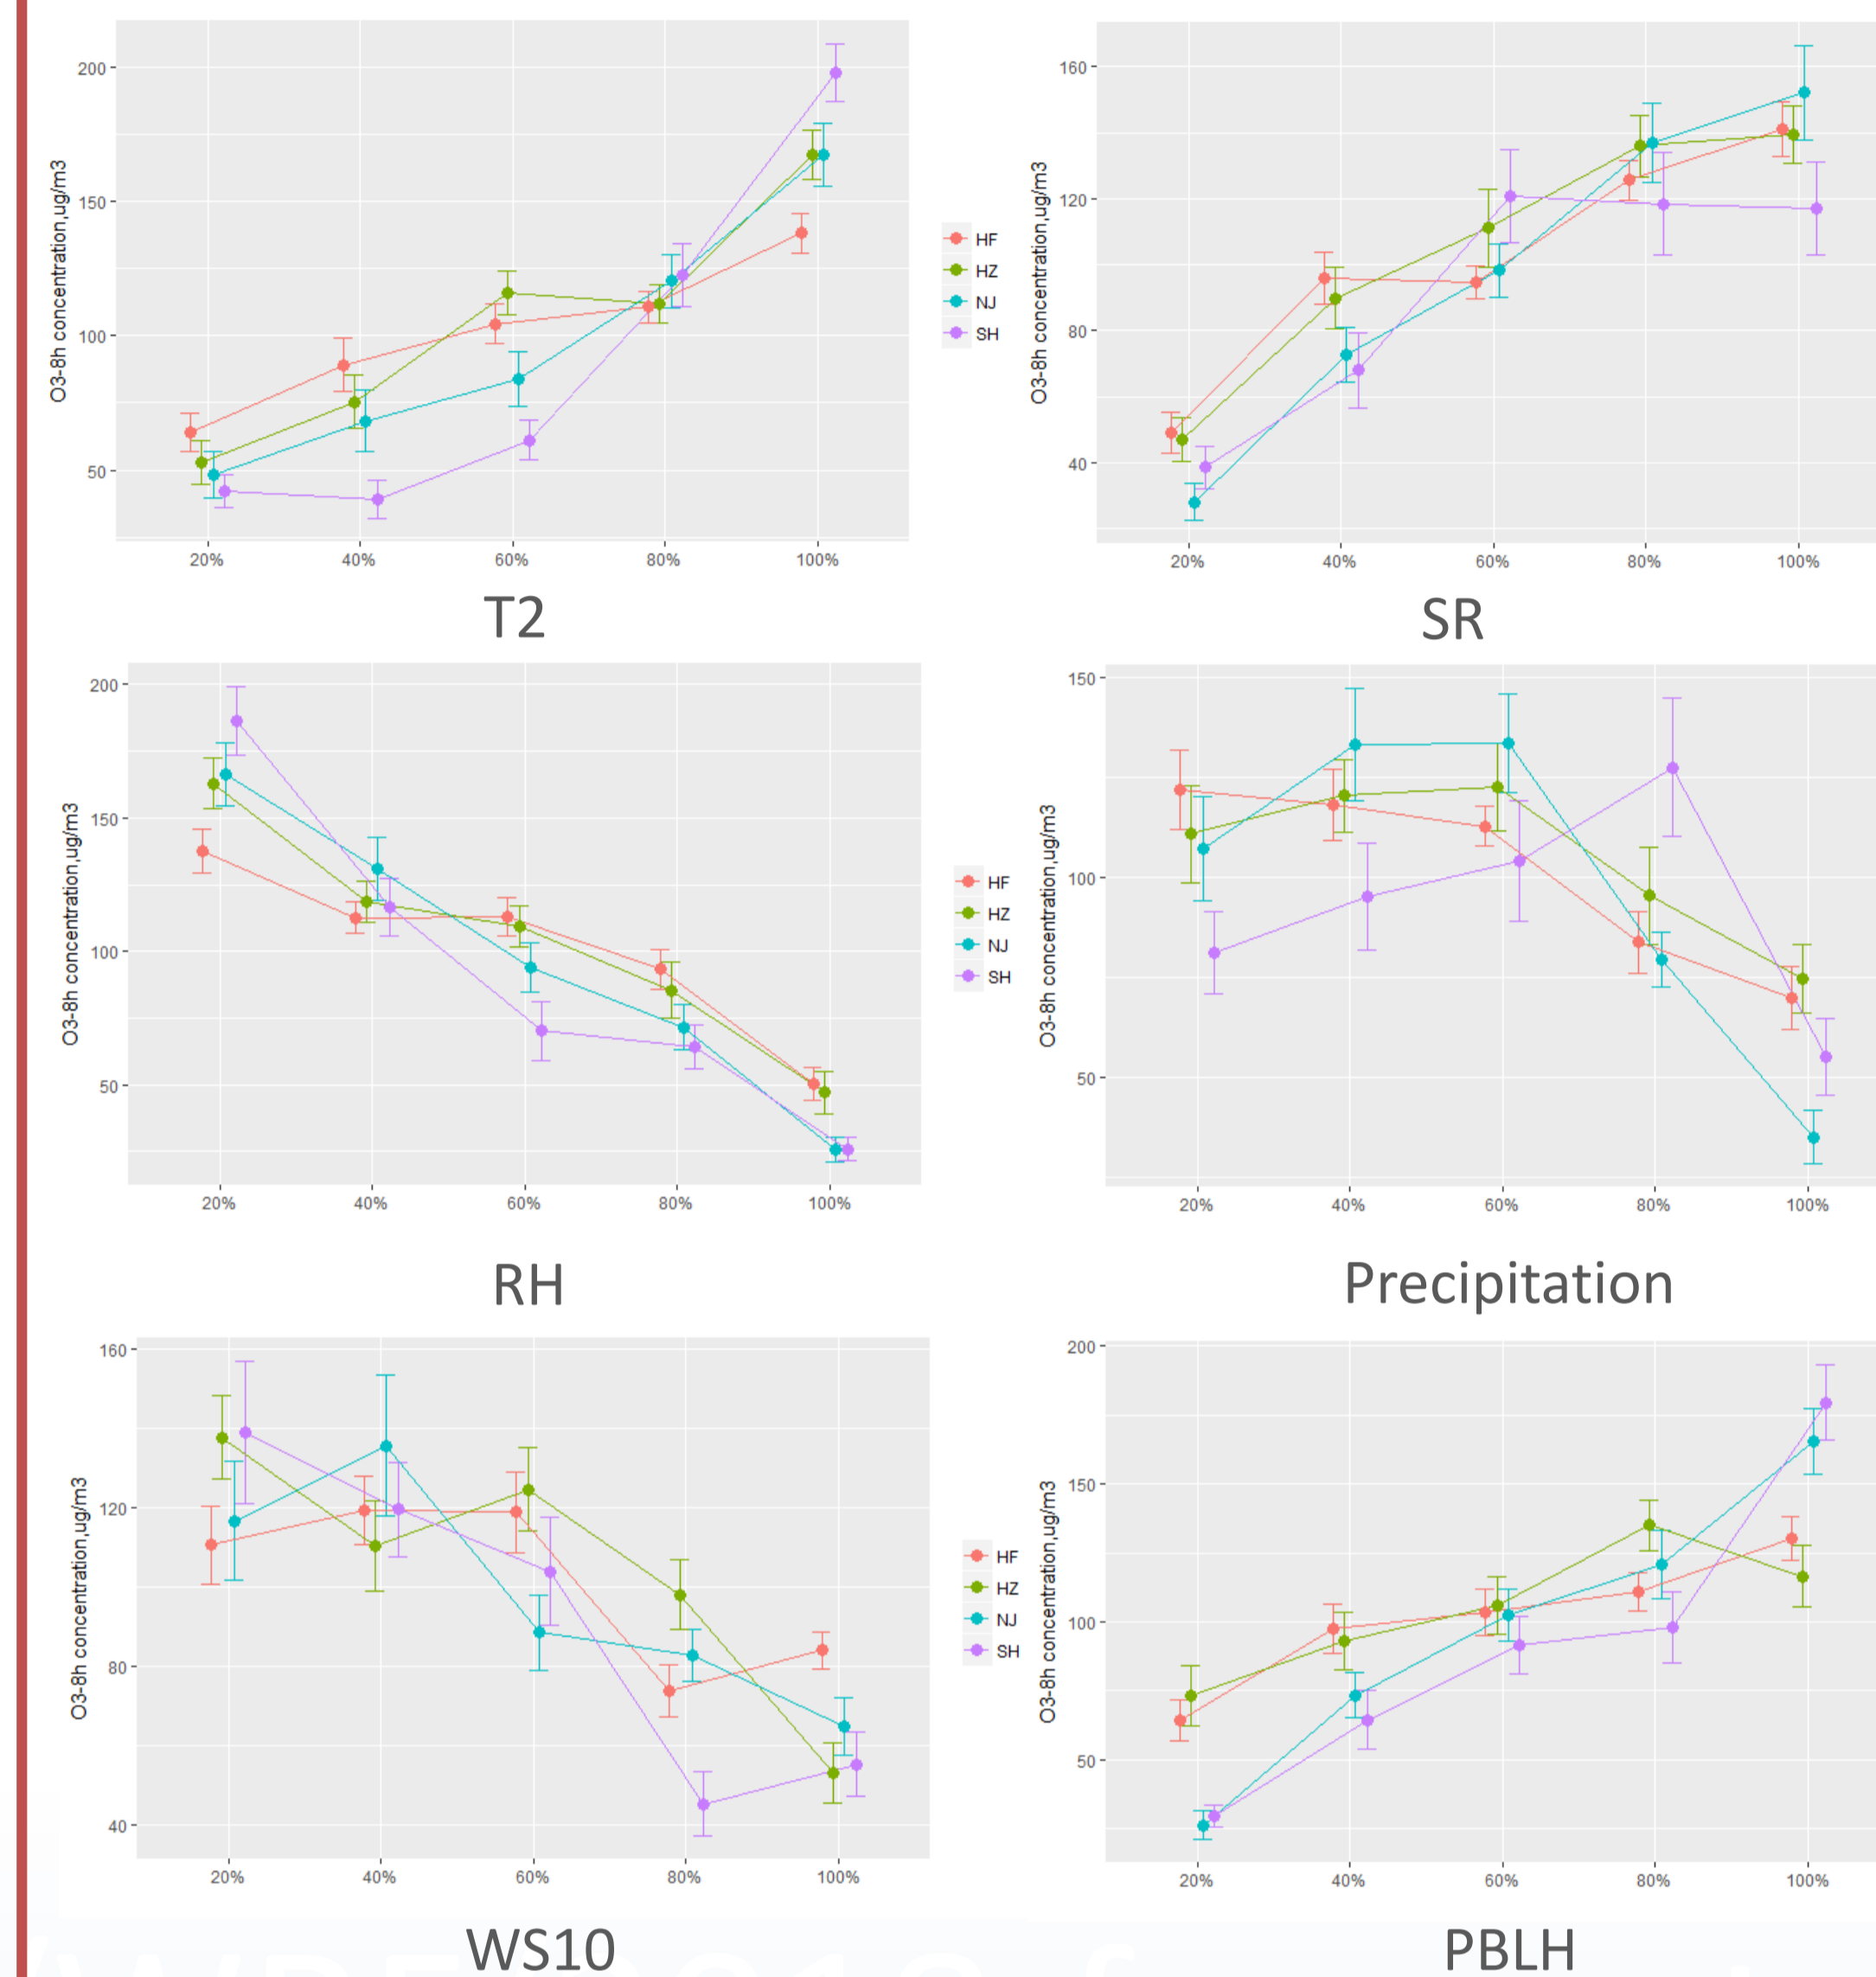 200
150
100
50
O3-8h concentration,ug/m3
20% 40% 60% 80% 100%
T2
HF
HZ
NJ
SH
160
120
80
40
O3-8h concentration,ug/m3
20% 40% 60% 80% 100%
SR
200
150
100
50
O3-8h concentration,ug/m3
20% 40% 60% 80% 100%
RH
HF
HZ
NJ
SH
150
100
50
O3-8h concentration,ug/m3
20% 40% 60% 80% 100%
Precipitation
160
120
80
40
O3-8h concentration,ug/m3
20% 40% 60% 80% 100%
WS10
HF
HZ
NJ
SH
200
150
100
50
O3-8h concentration,ug/m3
20% 40% 60% 80% 100%
PBLH